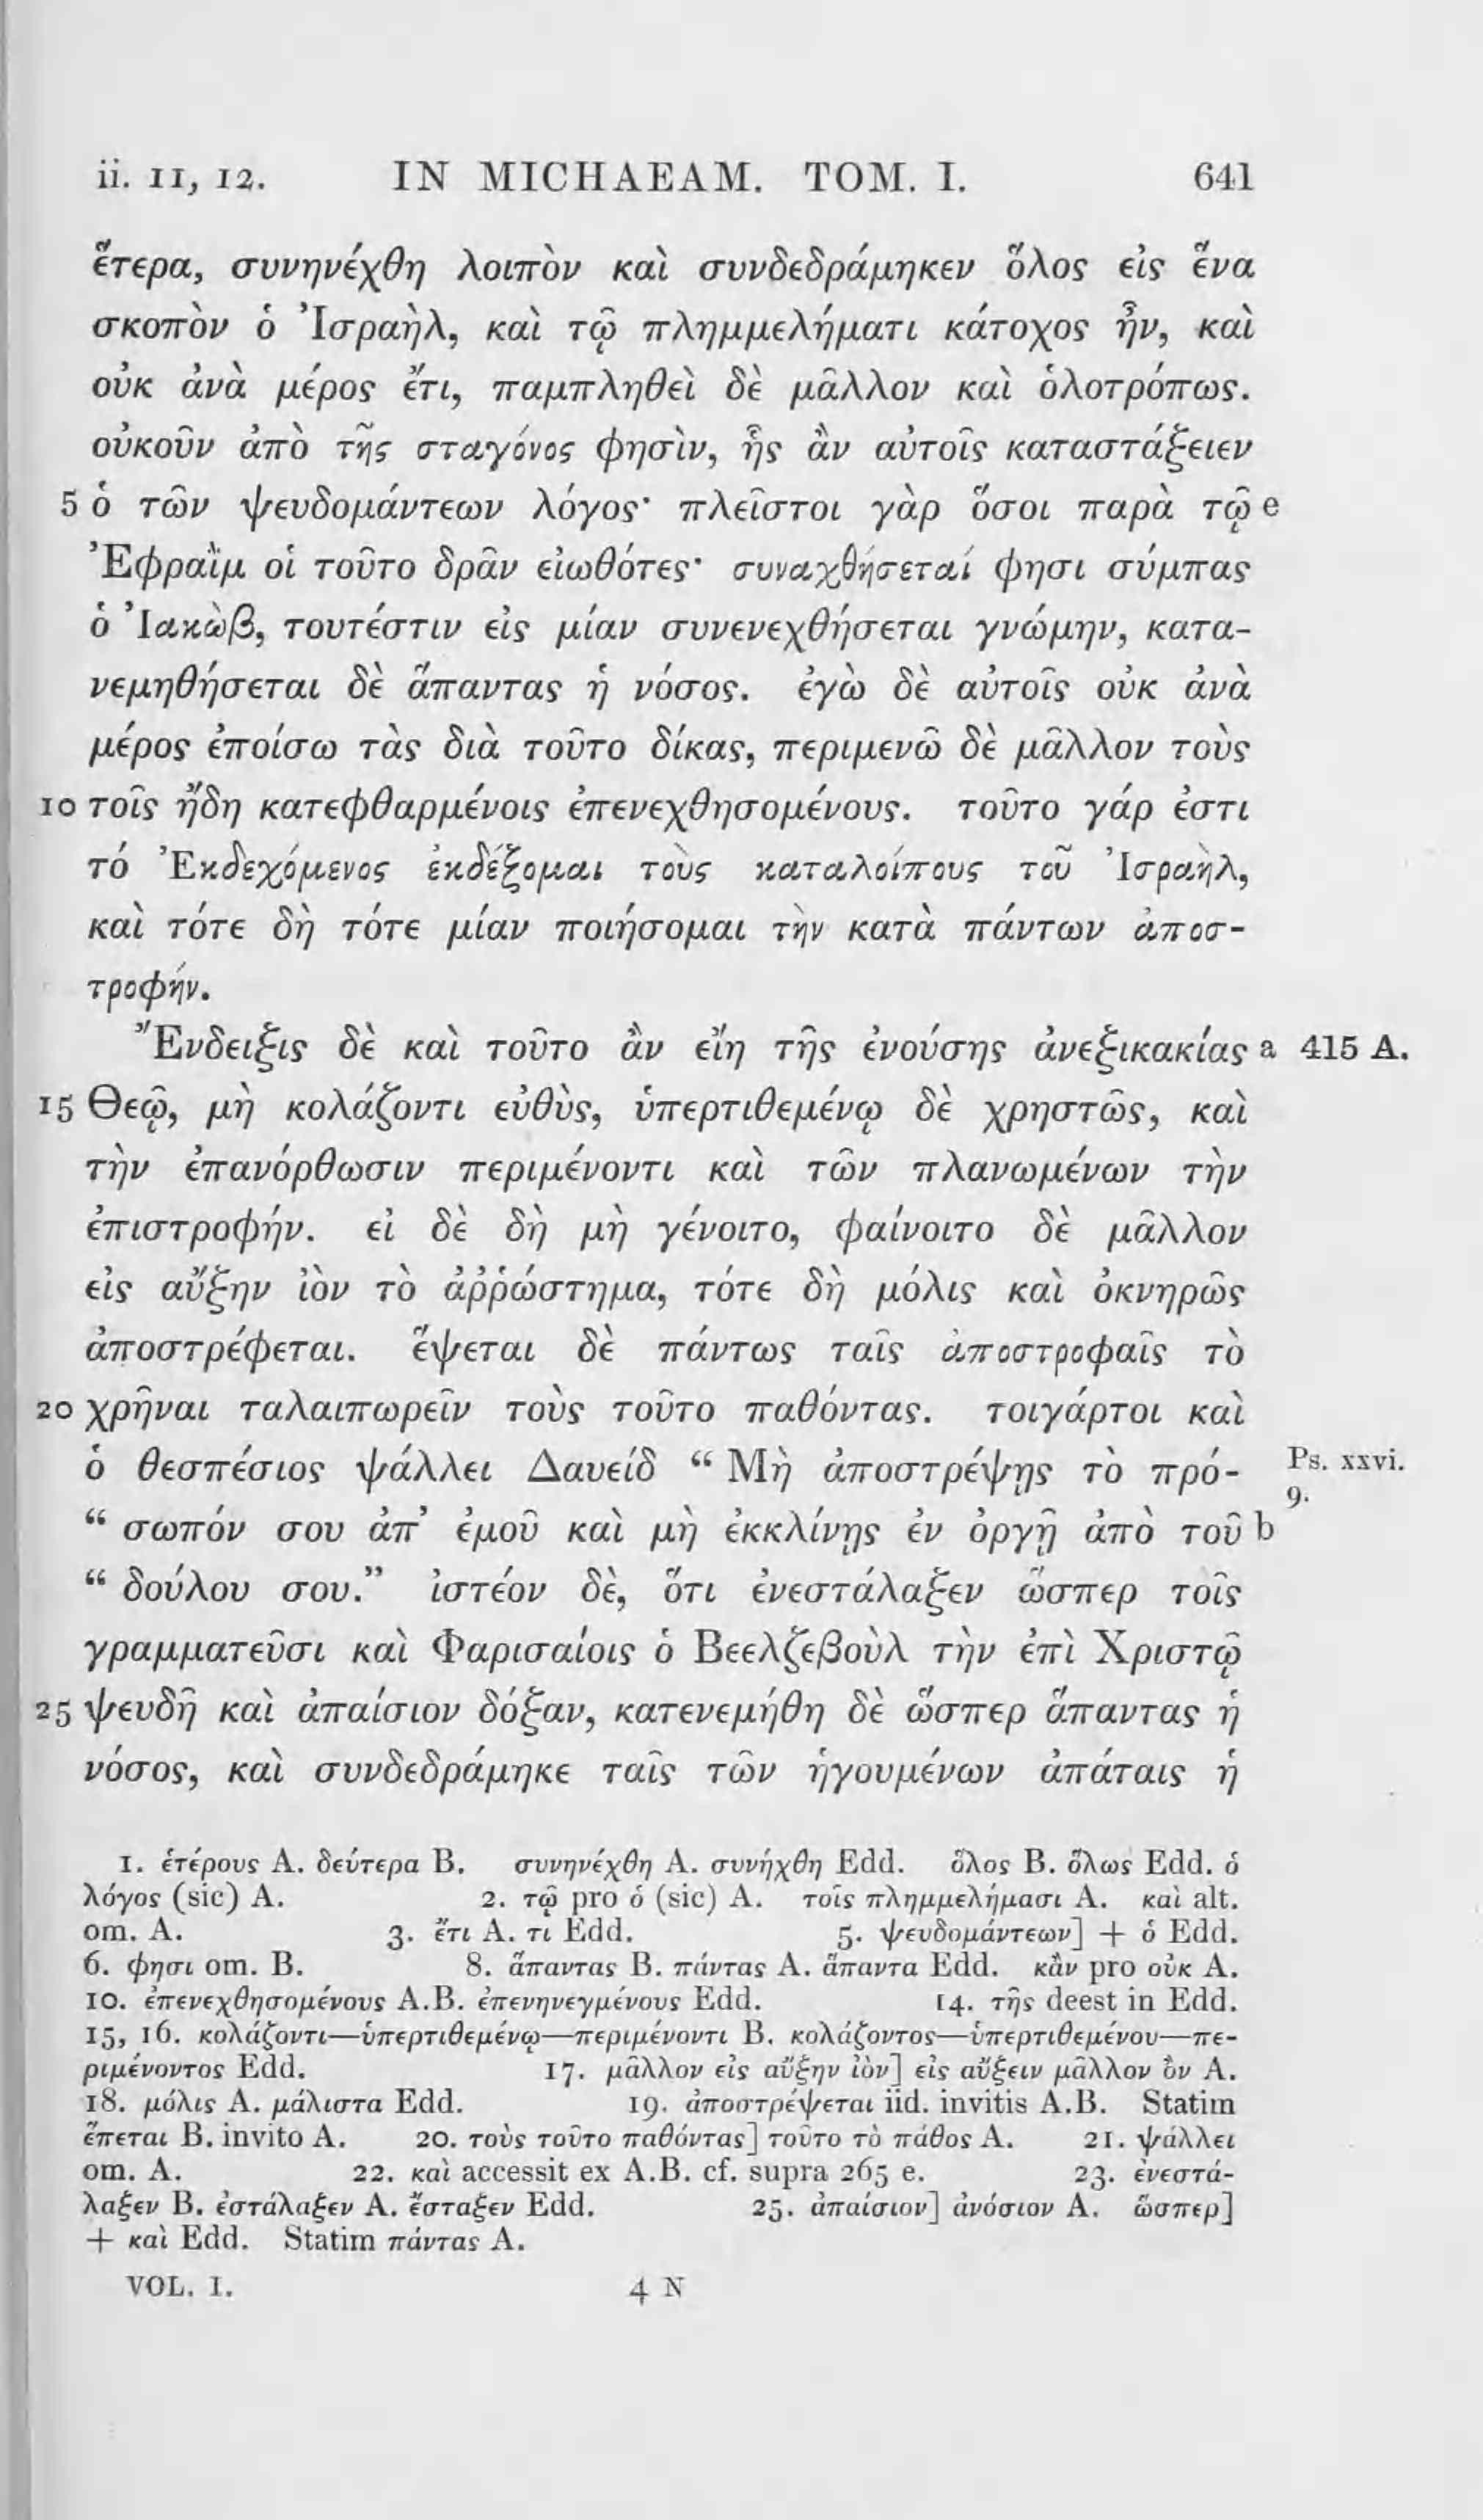 ii. 11, 12. IN MICHAEAM. TOM. I. 641
ἕτερα, συνηνέχθη λοιπὸν καὶ συνδεδράμηκεν ὅλος εἰς ἕνα
σκοπὸν ὁ Ἰσραὴλ, καὶ τῷ πλημμελήματι κάτοχος ἦν, καὶ
οὐκ ἀνὰ μέρος ἔτι, παμπληθεὶ δὲ μᾶλλον καὶ ὁλοτρόπως.
οὐκοῦν ἀπὸ τῆς σταγόνος φησὶν, ἧς ἂν αὐτοῖς καταστάξειεν
5 ὁ τῶν ψευδομάντεων λόγος· πλεῖστοι γὰρ ὅσοι παρὰ τῷ e
Ἐφραῒμ οἱ τοῦτο δρᾶν εἰωθότες· συναχθήσεταί φησι σύμπας
ὁ Ἰακὼβ, τουτέστιν εἰς μίαν συνενεχθήσεται γνώμην, κατα-
νεμηθήσεται δὲ ἅπαντας ἡ νόσος. ἐγὼ δὲ αὐτοῖς οὐκ ἀνὰ
μέρος ἐποίσω τὰς διὰ τοῦτο δίκας, περιμενῶ δὲ μᾶλλον τοὺς
10 τοῖς ἤδη κατεφθαρμένοις ἐπενεχθησομένους. τοῦτο γάρ ἐστι
τό Ἐκδεχόμενος ἐκδέξομαι τοὺς καταλοίπους τοῦ Ἰσραὴλ,
καὶ τότε δὴ τότε μίαν ποιήσομαι τὴν κατὰ πάντων ἀποσ-
τροφήν.
Ἔνδειξις δὲ καὶ τοῦτο ἂν εἴη τῆς ἐνούσης ἀνεξικακίας a 415 A.
15 Θεῷ, μὴ κολάζοντι εὐθὺς, ὑπερτιθεμένῳ δὲ χρηστῶς, καὶ
τὴν ἐπανόρθωσιν περιμένοντι καὶ τῶν πλανωμένων τὴν
ἐπιστροφήν. εἰ δὲ δὴ μὴ γένοιτο, φαίνοιτο δὲ μᾶλλον
εἰς αὔξην ἰὸν τὸ ἀῤῥώστημα, τότε δὴ μόλις καὶ ὀκνηρῶς
ἀποστρέφεται. ἕψεται δὲ πάντως ταῖς ἀποστροφαῖς τὸ
20 χρῆναι ταλαιπωρεῖν τοὺς τοῦτο παθόντας. τοιγάρτοι καὶ
ὁ θεσπέσιος ψάλλει Δαυείδ “ Μὴ ἀποστρέψῃς τὸ πρό- Ps. xxvi.
9.
“ σωπόν σου ἀπ’ ἐμοῦ καὶ μὴ ἐκκλίνῃς ἐν ὀργῇ ἀπὸ τοῦ b
“ δούλου σου.” ἰστέον δὲ, ὅτι ἐνεστάλαξεν ὥσπερ τοῖς
γραμματεῦσι καὶ Φαρισαίοις ὁ Βεελζεβοὺλ τὴν ἐπὶ Χριστῷ
25 ψευδῆ καὶ ἀπαίσιον δόξαν, κατενεμήθη δὲ ὥσπερ ἅπαντας ἡ
νόσος, καὶ συνδεδράμηκε ταῖς τῶν ἡγουμένων ἀπάταις ἡ
1. ἑτέρους A. δεύτερα B. συνηνέχθη A. συνήχθη Edd. ὅλος B. ὅλως Edd. ὁ
λόγος (sic) A. 2. τῷ pro ὁ (sic) A. τοῖς πλημμελήμασι A. καὶ alt.
om. A. 3. ἔτι A. τι Edd. 5. ψευδομάντεων] + ὁ Edd.
6. φησι om. B. 8. ἅπαντας B. πάντας A. ἅπαντα Edd. κἂν pro οὐκ A.
10. ἐπενεχθησομένους A.B. ἐπενηνεγμένους Edd. 14. τῆς deest in Edd.
15, 16. κολάζοντι—ὑπερτιθεμένῳ—περιμένοντι B. κολάζοντος—ὑπερτιθεμένου—πε-
ριμένοντος Edd. 17. μᾶλλον εἰς αὔξην ἰὸν] εἰς αὔξειν μᾶλλον ὂν A.
18. μόλις A. μάλιστα Edd. 19. ἀποστρέψεται iid. invitis A.B. Statim
ἕπεται B. invito A. 20. τοὺς τοῦτο παθόντας] τοῦτο τὸ πάθος A. 21. ψάλλει
om. A. 22. καὶ accessit ex A.B. cf. supra 265 e. 23. ἐνεστά-
λαξεν B. ἐστάλαξεν A. ἔσταξεν Edd. 25. ἀπαίσιον] ἀνόσιον A. ὥσπερ]
+ καὶ Edd. Statim πάντας A.
VOL. I. 4 N